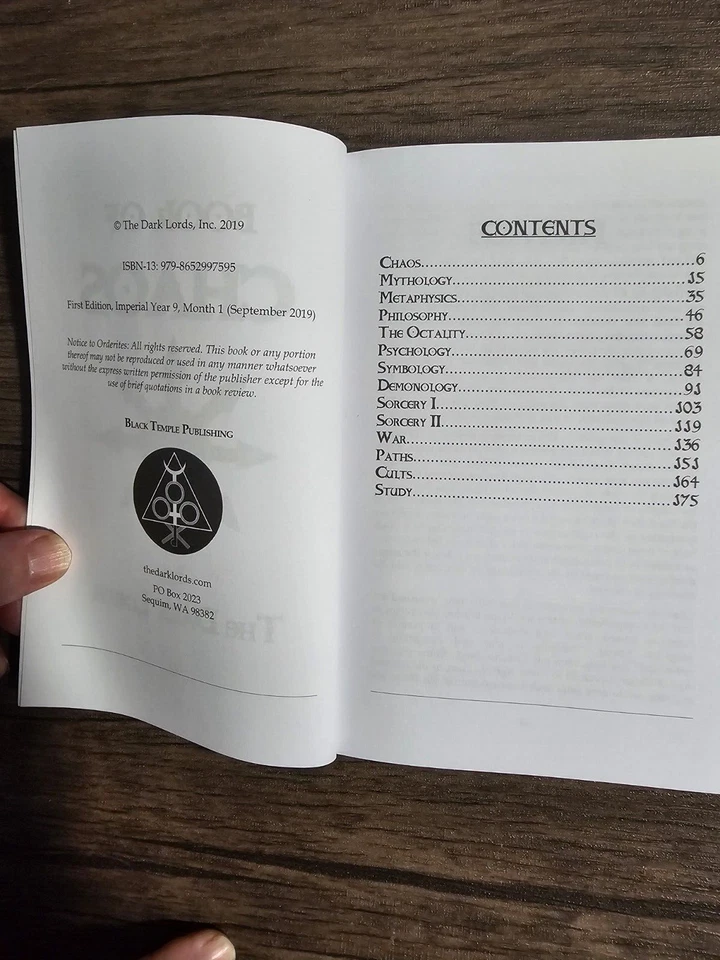 © The Dark Lords, Inc. 2019
ISBN-13: 979-8652997595
First Edition, Imperial Year 9, Month 1 (September 2019)
Notice to Orderites: All rights reserved. This book or any portion
thereof may not be reproduced or used in any manner whatsoever
without the express written permission of the publisher except for the
use of brief quotations in a book review.
Black Temple Publishing
thedarklords.com
PO Box 2023
Sequim, WA 98382
CONTENTS
Chaos...6
Mythology...15
Metaphysics...35
Philosophy...46
The Octality...58
Psychology...69
Symbology...84
Demonology...91
Sorcery I...103
Sorcery II...119
War...136
Paths...151
Cults...164
Study...175